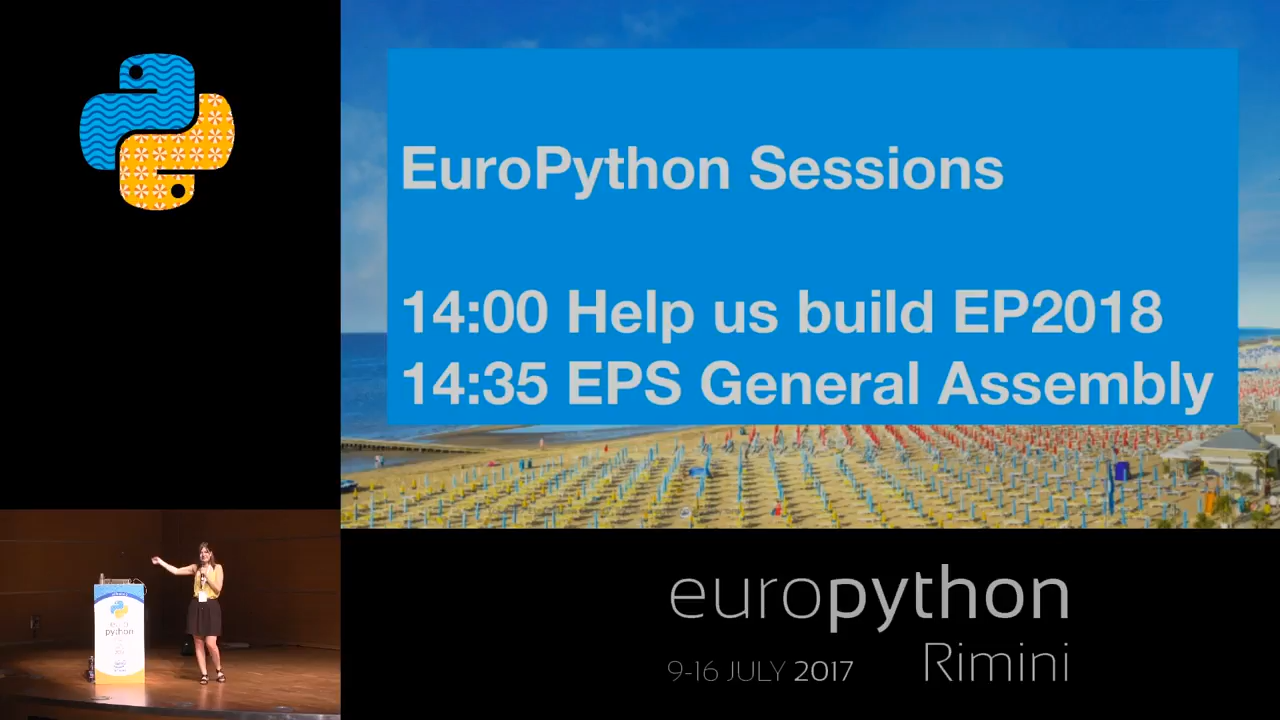 EuroPython Sessions
14:00 Help us build EP2018
14:35 EPS General Assembly
python
europython
9-16 JULY 2017
Rimini